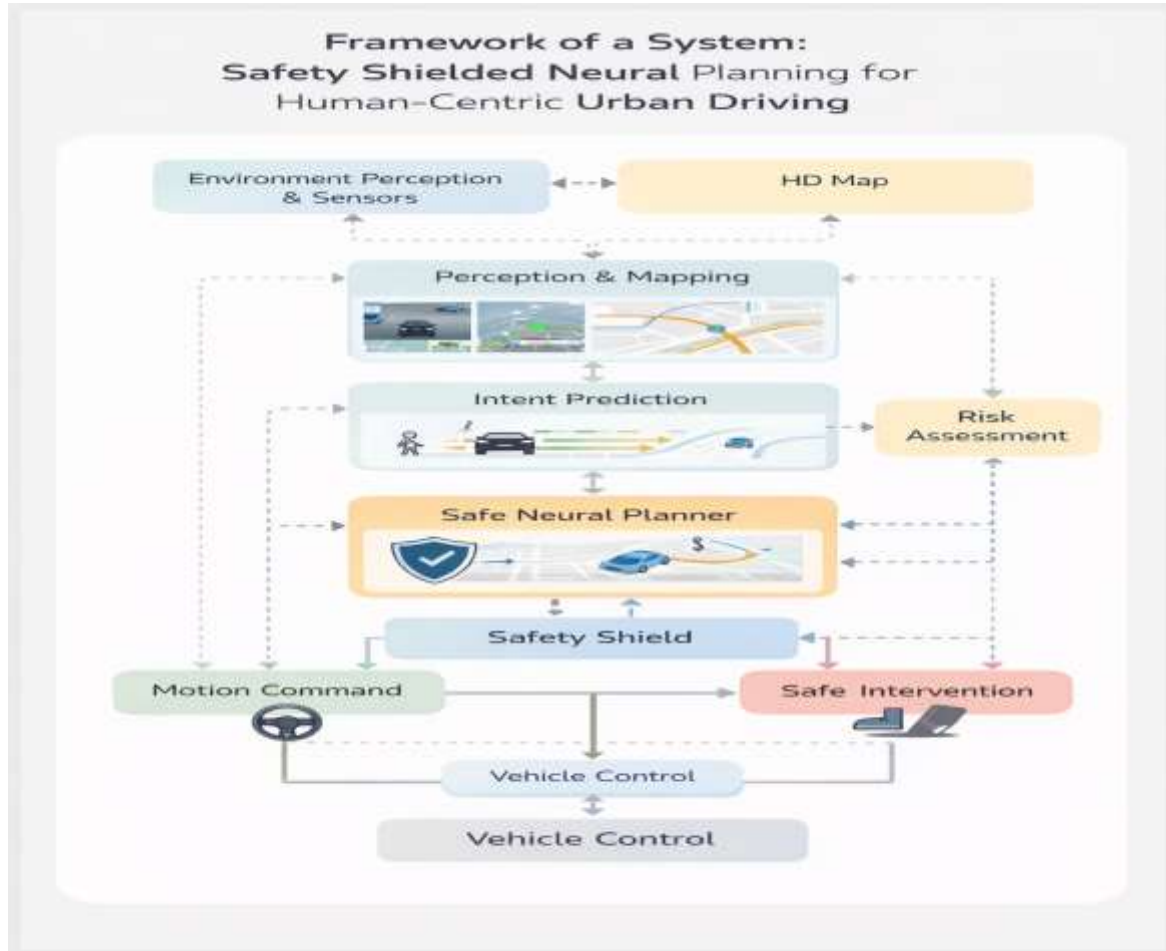 Framework of a System:
Safety Shielded Neural Planning for
Human-Centric Urban Driving
Environment Perception
& Sensors
HD Map
Perception & Mapping
Intent Prediction
Risk
Assessment
Safe Neural Planner
$
Safety Shield
Motion Command
Safe Intervention
Vehicle Control
Vehicle Control